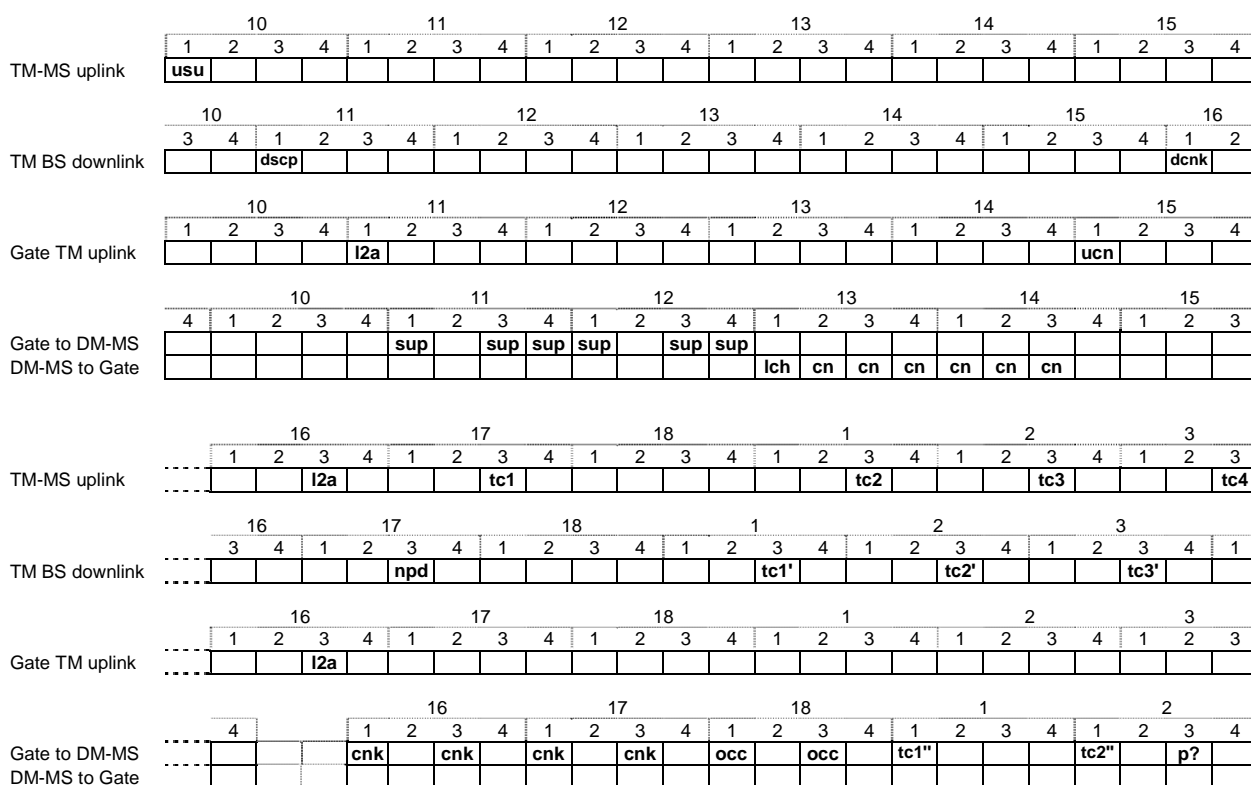 10 11 12 13 14 15
1 2 3 4 1 2 3 4 1 2 3 4 1 2 3 4 1 2 3 4 1 2 3 4
TM-MS uplink usu
10 11 12 13 14 15 16
3 4 1 2 3 4 1 2 3 4 1 2 3 4 1 2 3 4 1 2 3 4 1 2
TM BS downlink dscp dcnk
10 11 12 13 14 15
1 2 3 4 1 2 3 4 1 2 3 4 1 2 3 4 1 2 3 4 1 2 3 4
Gate TM uplink l2a ucn
10 11 12 13 14 15
4 1 2 3 4 1 2 3 4 1 2 3 4 1 2 3 4 1 2 3 4 1 2 3
Gate to DM-MS sup sup sup sup sup sup
DM-MS to Gate lch cn cn cn cn cn cn
16 17 18 1 2 3
1 2 3 4 1 2 3 4 1 2 3 4 1 2 3 4 1 2 3 4 1 2 3
TM-MS uplink l2a tc1 tc2 tc3 tc4
16 17 18 1 2 3
3 4 1 2 3 4 1 2 3 4 1 2 3 4 1 2 3 4 1 2 3 4 1
TM BS downlink npd tc1' tc2' tc3'
16 17 18 1 2 3
1 2 3 4 1 2 3 4 1 2 3 4 1 2 3 4 1 2 3 4 1 2 3
Gate TM uplink l2a
16 17 18 1 2
4 1 2 3 4 1 2 3 4 1 2 3 4 1 2 3 4 1 2 3 4
Gate to DM-MS cnk cnk cnk cnk occ occ tc1" tc2" p?
DM-MS to Gate